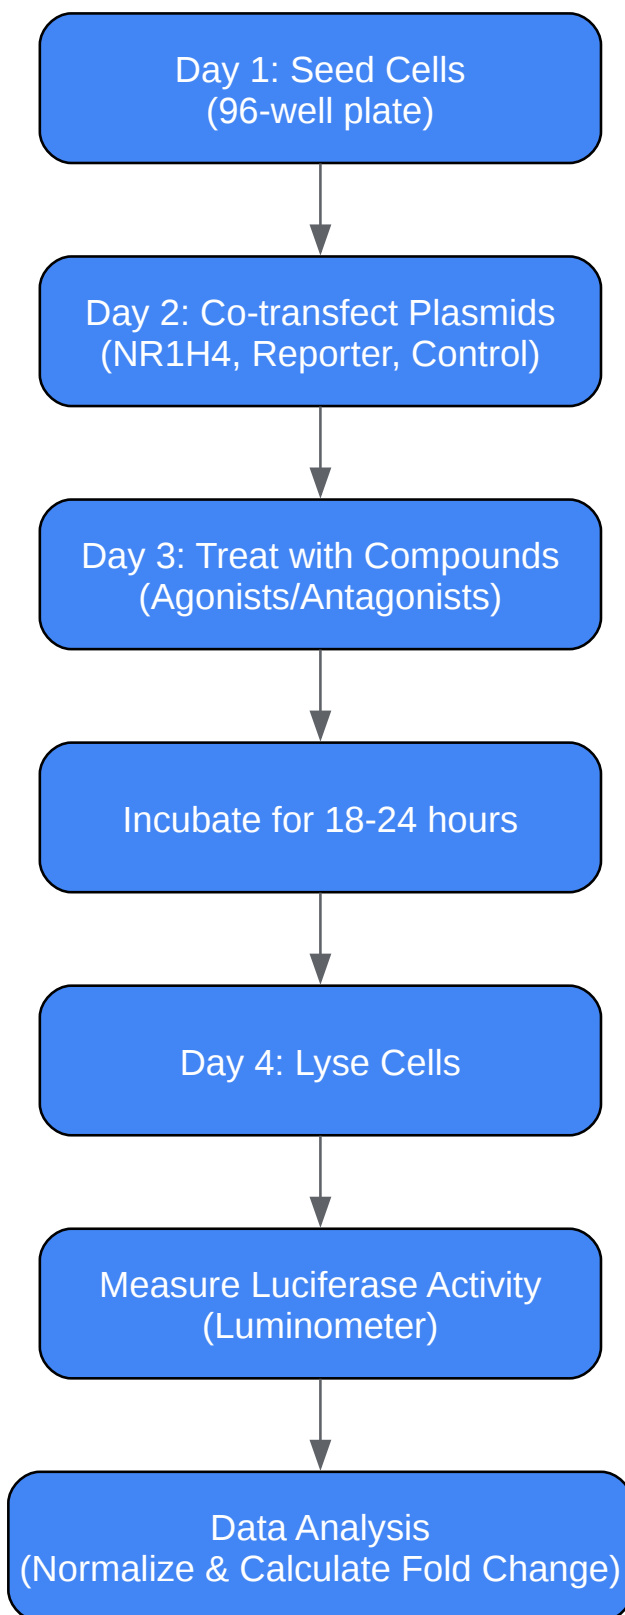 Day 1: Seed Cells
(96-well plate)
Day 2: Co-transfect Plasmids
(NR1H4, Reporter, Control)
Day 3: Treat with Compounds
(Agonists/Antagonists)
Incubate for 18-24 hours
Day 4: Lyse Cells
Measure Luciferase Activity
(Luminometer)
Data Analysis
(Normalize & Calculate Fold Change)